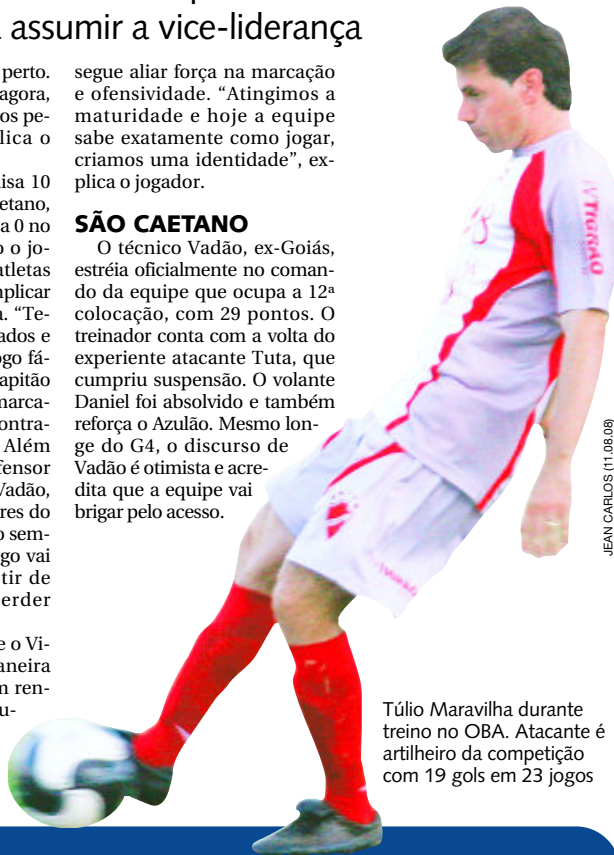 a assumir a vice-liderança
perto.
agora,
os pe-
lica o
isa 10
etano,
a 0 no
o o jo-
atletas
nplicar
a. “Te-
ados e
ogo fá-
apitão
marca-
ontra-
Além
fensor
Vadão,
res do
o sem-
go vai
tir de
erder
e o Vi-
aneira
m ren-
u-
segue aliar força na marcação
e ofensividade. “Atingimos a
maturidade e hoje a equipe
sabe exatamente como jogar,
criamos uma identidade”, ex-
plica o jogador.
SÃO CAETANO
O técnico Vadão, ex-Goiás,
estréia oficialmente no coman-
do da equipe que ocupa a 12ª
colocação, com 29 pontos. O
treinador conta com a volta do
experiente atacante Tuta, que
cumpriu suspensão. O volante
Daniel foi absolvido e também
reforça o Azulão. Mesmo lon-
ge do G4, o discurso de
Vadão é otimista e acre-
dita que a equipe vai
brigar pelo acesso.
TIGRÃO
JEAN CARLOS (11.08.08)
Túlio Maravilha durante
treino no OBA. Atacante é
artilheiro da competição
com 19 gols em 23 jogos